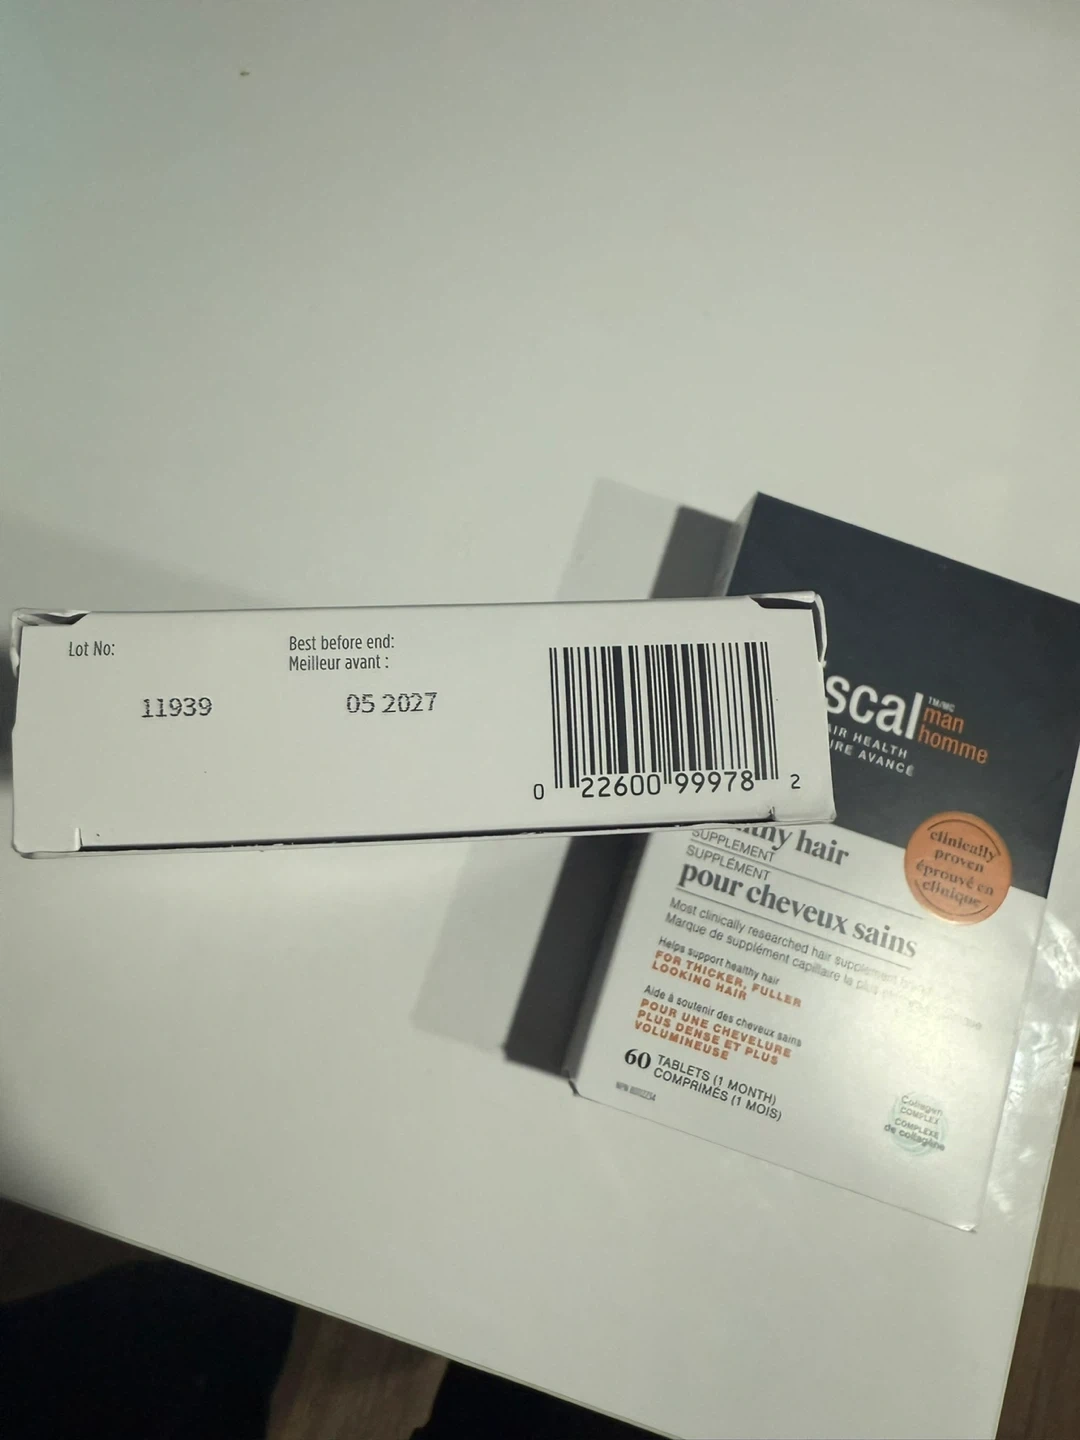 Lot No:
11939
Best before end:
Meilleur avant :
05 2027
0 22600 99978 2
scal TM/MC
man
homme
AIR HEALTH
IRE AVANCÉ
clinically
proven
éprouvé en
clinique
thy hair
SUPPLEMENT
SUPPLÉMENT
pour cheveux sains
Most clinically researched hair supplement
Marque de supplément capillaire la plus
Helps support healthy hair
FOR THICKER, FULLER
LOOKING HAIR
Aide à soutenir des cheveux sains
POUR UNE CHEVELURE
PLUS DENSE ET PLUS
VOLUMINEUSE
60 TABLETS (1 MONTH)
COMPRIMÉS (1 MOIS)
NPN
Collagen
COMPLEX
COMPLEXE
de collagène